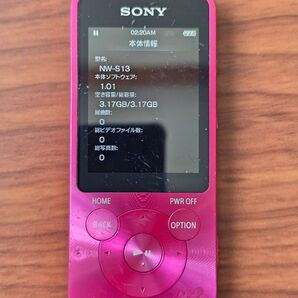 SONY
02:20AM
本体情報
型名:
NW-S13
本体ソフトウェア:
1.01
空き容量/総容量:
3.17GB/3.17GB
総曲数:
0
総ビデオファイル数:
0
総写真数:
0
HOME PWR OFF
BACK OPTION